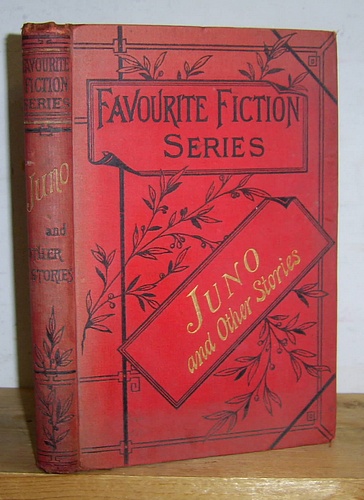 FAVOURITE
FICTION
SERIES
JUNO
and
OTHER
STORIES
FAVOURITE FICTION
SERIES
JUNO
and Other Stories